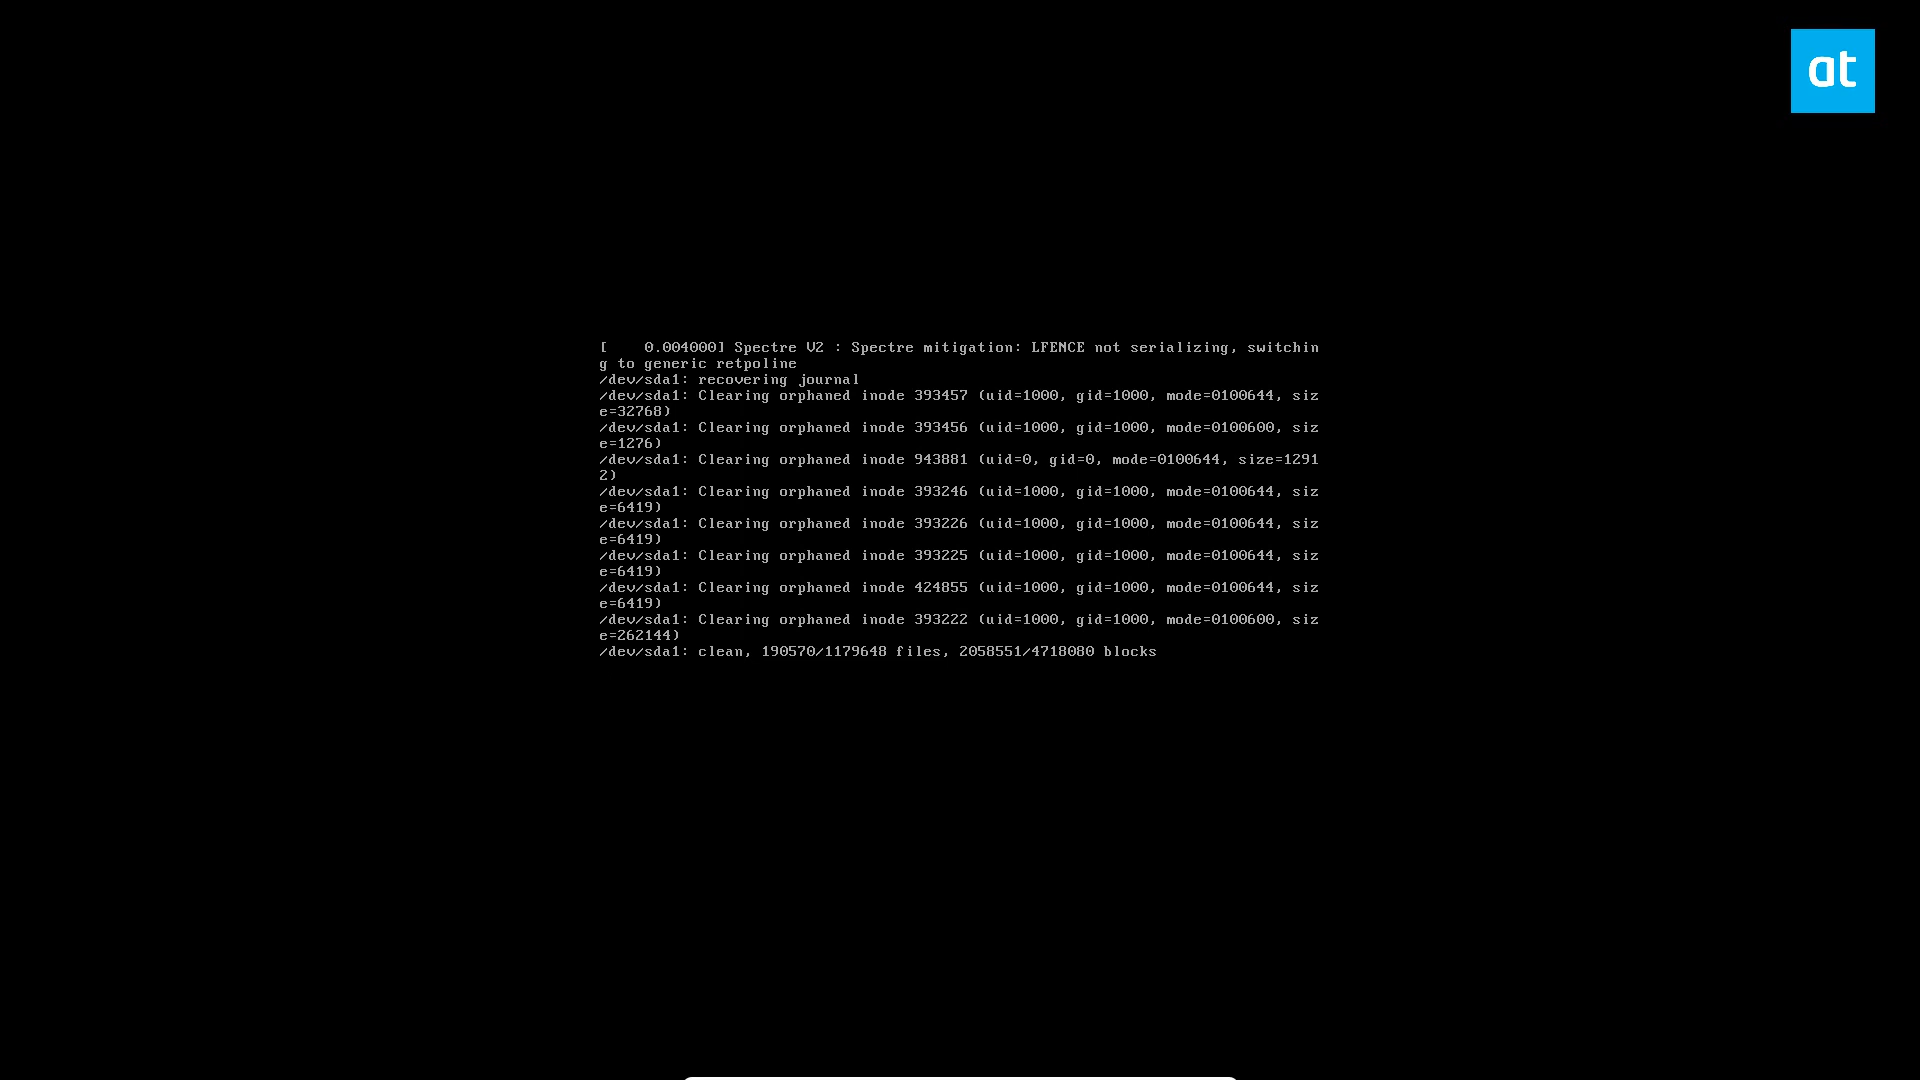 at
[    0.004000] Spectre V2 : Spectre mitigation: LFENCE not serializing, switchin
g to generic retpoline
/dev/sda1: recovering journal
/dev/sda1: Clearing orphaned inode 393457 (uid=1000, gid=1000, mode=0100644, siz
e=32768)
/dev/sda1: Clearing orphaned inode 393456 (uid=1000, gid=1000, mode=0100600, siz
e=1276)
/dev/sda1: Clearing orphaned inode 943881 (uid=0, gid=0, mode=0100644, size=1291
2)
/dev/sda1: Clearing orphaned inode 393246 (uid=1000, gid=1000, mode=0100644, siz
e=6419)
/dev/sda1: Clearing orphaned inode 393226 (uid=1000, gid=1000, mode=0100644, siz
e=6419)
/dev/sda1: Clearing orphaned inode 393225 (uid=1000, gid=1000, mode=0100644, siz
e=6419)
/dev/sda1: Clearing orphaned inode 424855 (uid=1000, gid=1000, mode=0100644, siz
e=6419)
/dev/sda1: Clearing orphaned inode 393222 (uid=1000, gid=1000, mode=0100600, siz
e=262144)
/dev/sda1: clean, 190570/1179648 files, 2058551/4718080 blocks